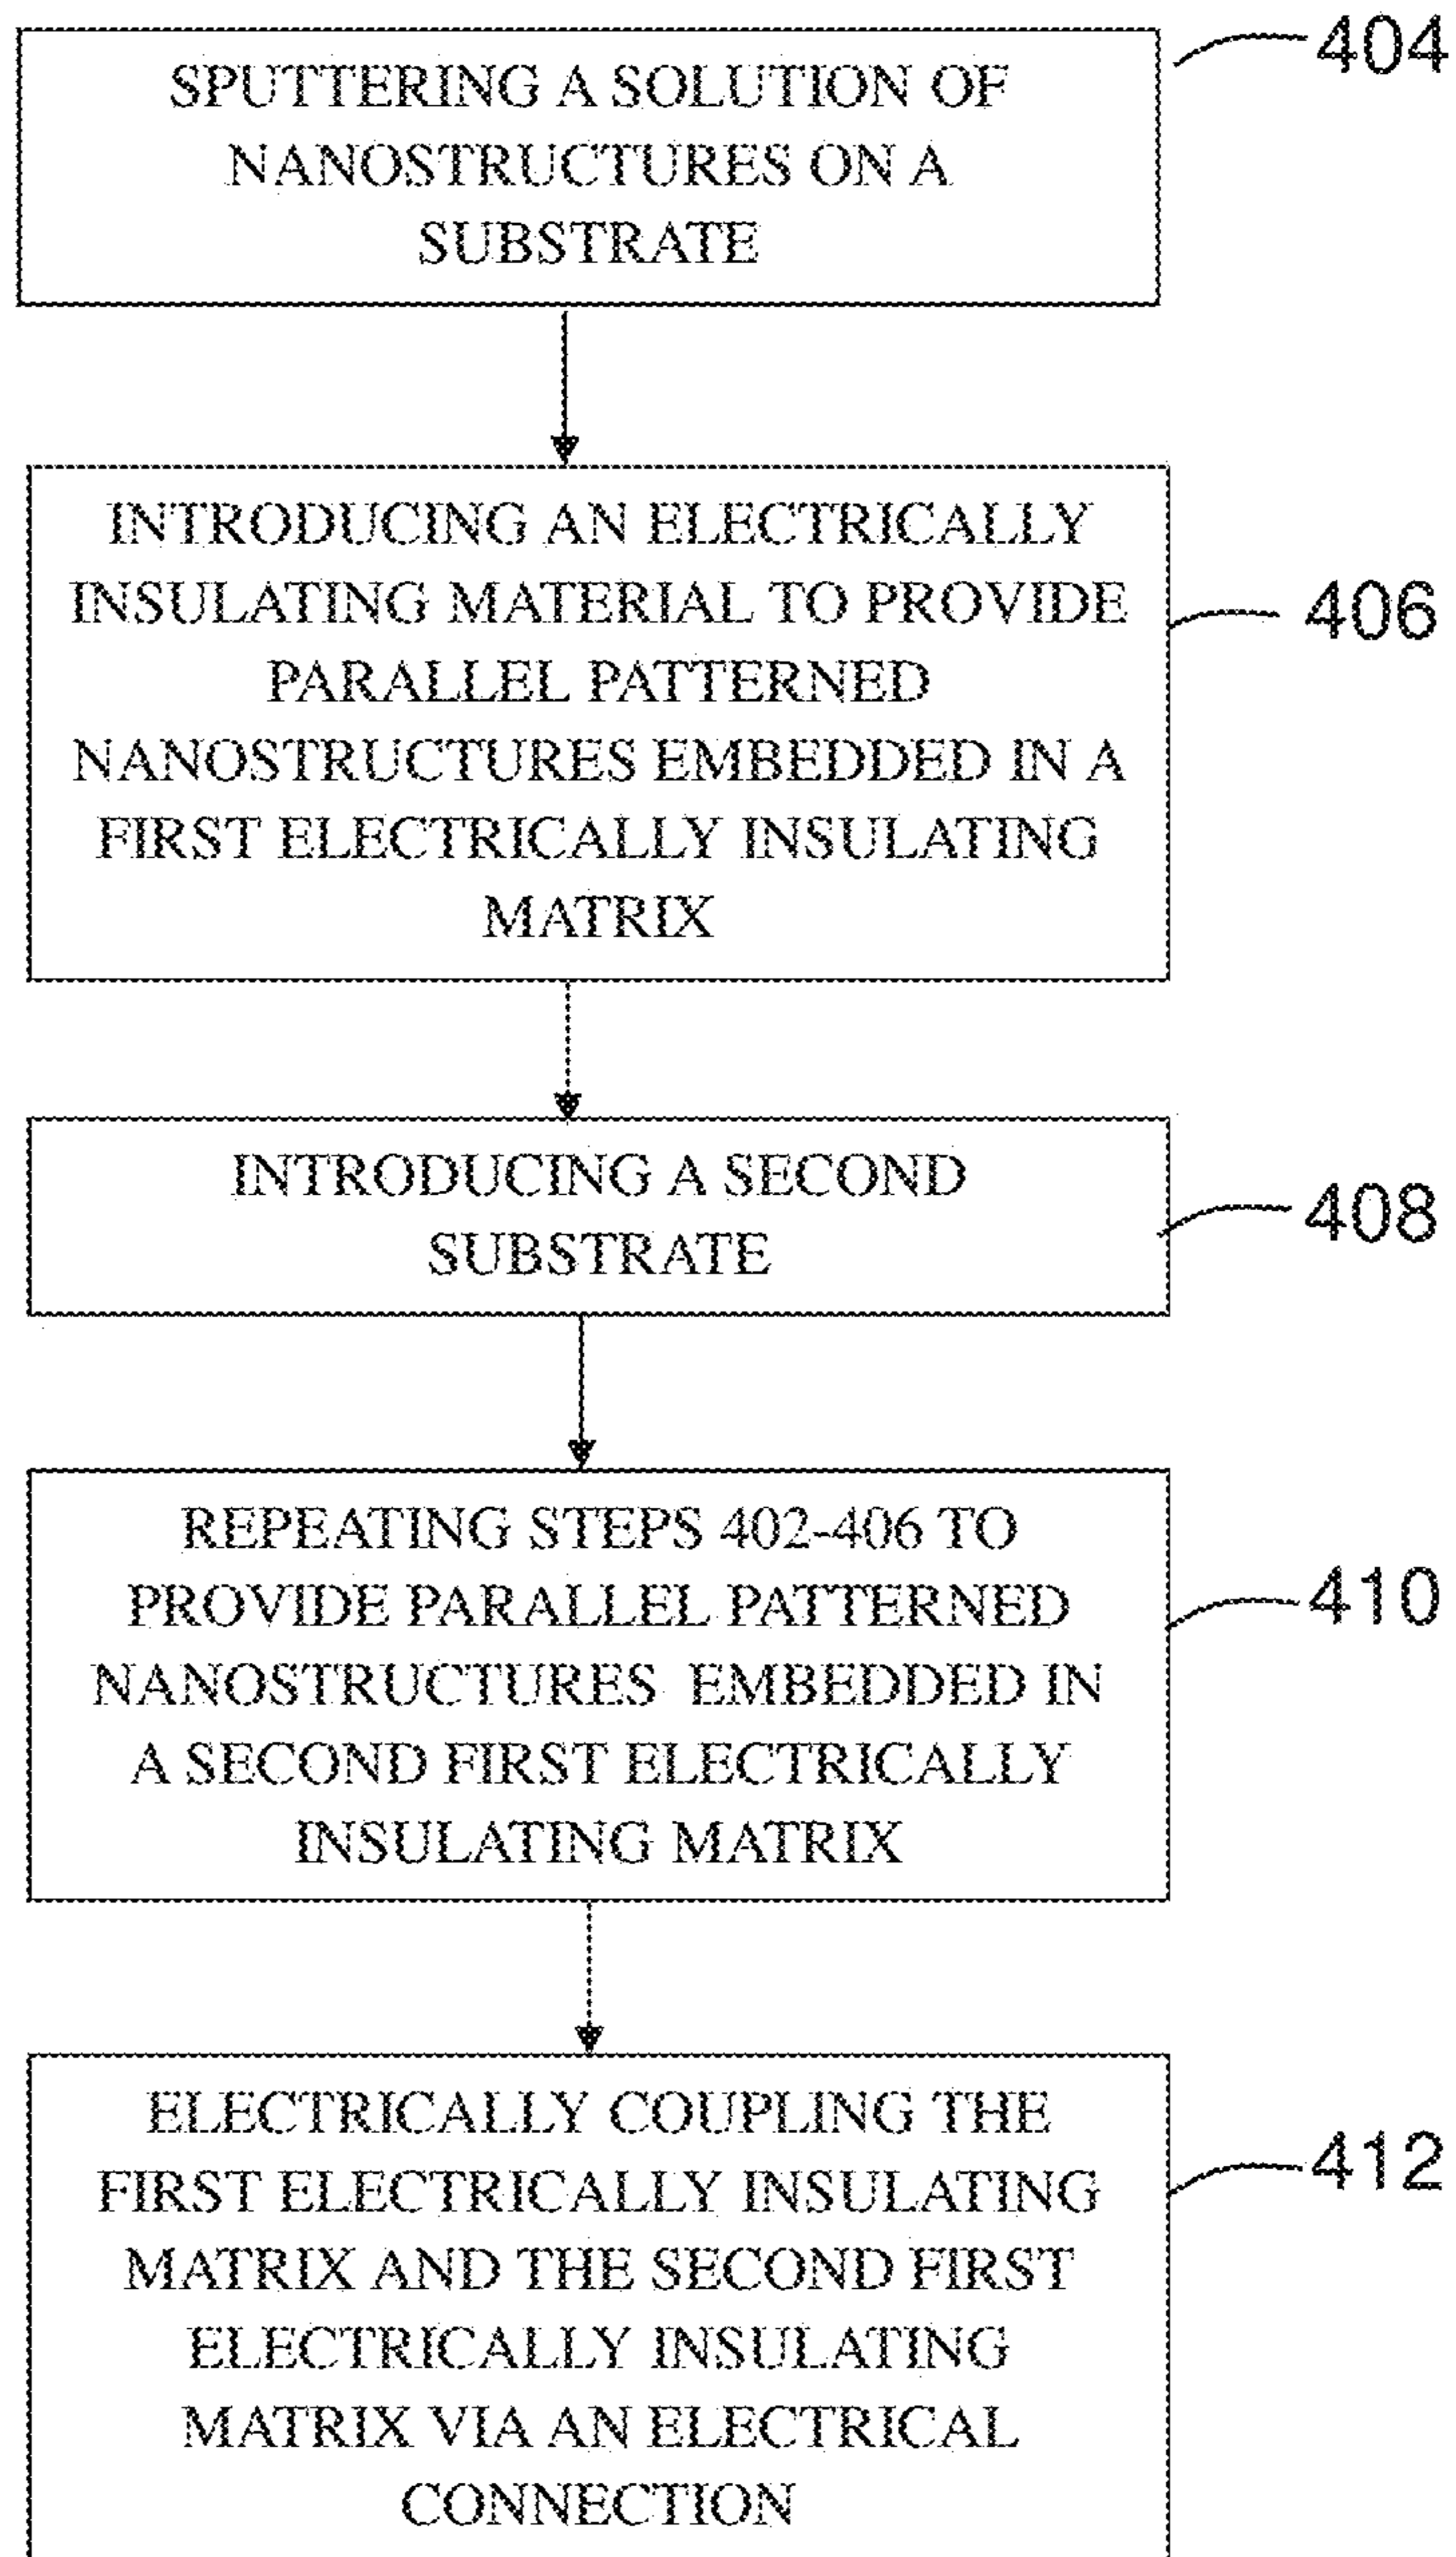 SPUTTERING A SOLUTION OF
NANOSTRUCTURES ON A
SUBSTRATE
404
INTRODUCING AN ELECTRICALLY
INSULATING MATERIAL TO PROVIDE
PARALLEL PATTERNED
NANOSTRUCTURES EMBEDDED IN A
FIRST ELECTRICALLY INSULATING
MATRIX
406
INTRODUCING A SECOND
SUBSTRATE
408
REPEATING STEPS 402-406 TO
PROVIDE PARALLEL PATTERNED
NANOSTRUCTURES EMBEDDED IN
A SECOND FIRST ELECTRICALLY
INSULATING MATRIX
410
ELECTRICALLY COUPLING THE
FIRST ELECTRICALLY INSULATING
MATRIX AND THE SECOND FIRST
ELECTRICALLY INSULATING
MATRIX VIA AN ELECTRICAL
CONNECTION
412